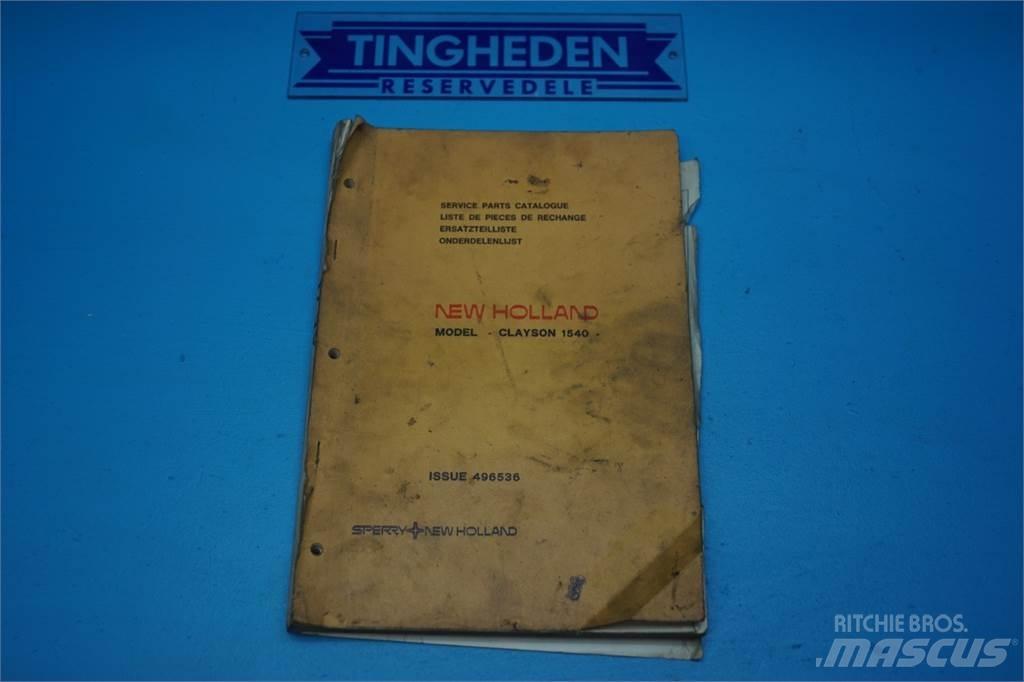 TINGHEDEN
RESERVEDELE
SERVICE PARTS CATALOGUE
LISTE DE PIECES DE RECHANGE
ERSATZTEILLISTE
ONDERDELENLIJST
NEW HOLLAND
MODEL - CLAYSON 1540 -
ISSUE 496536
SPERRY NEW HOLLAND
RITCHIE BROS.
MASCUS